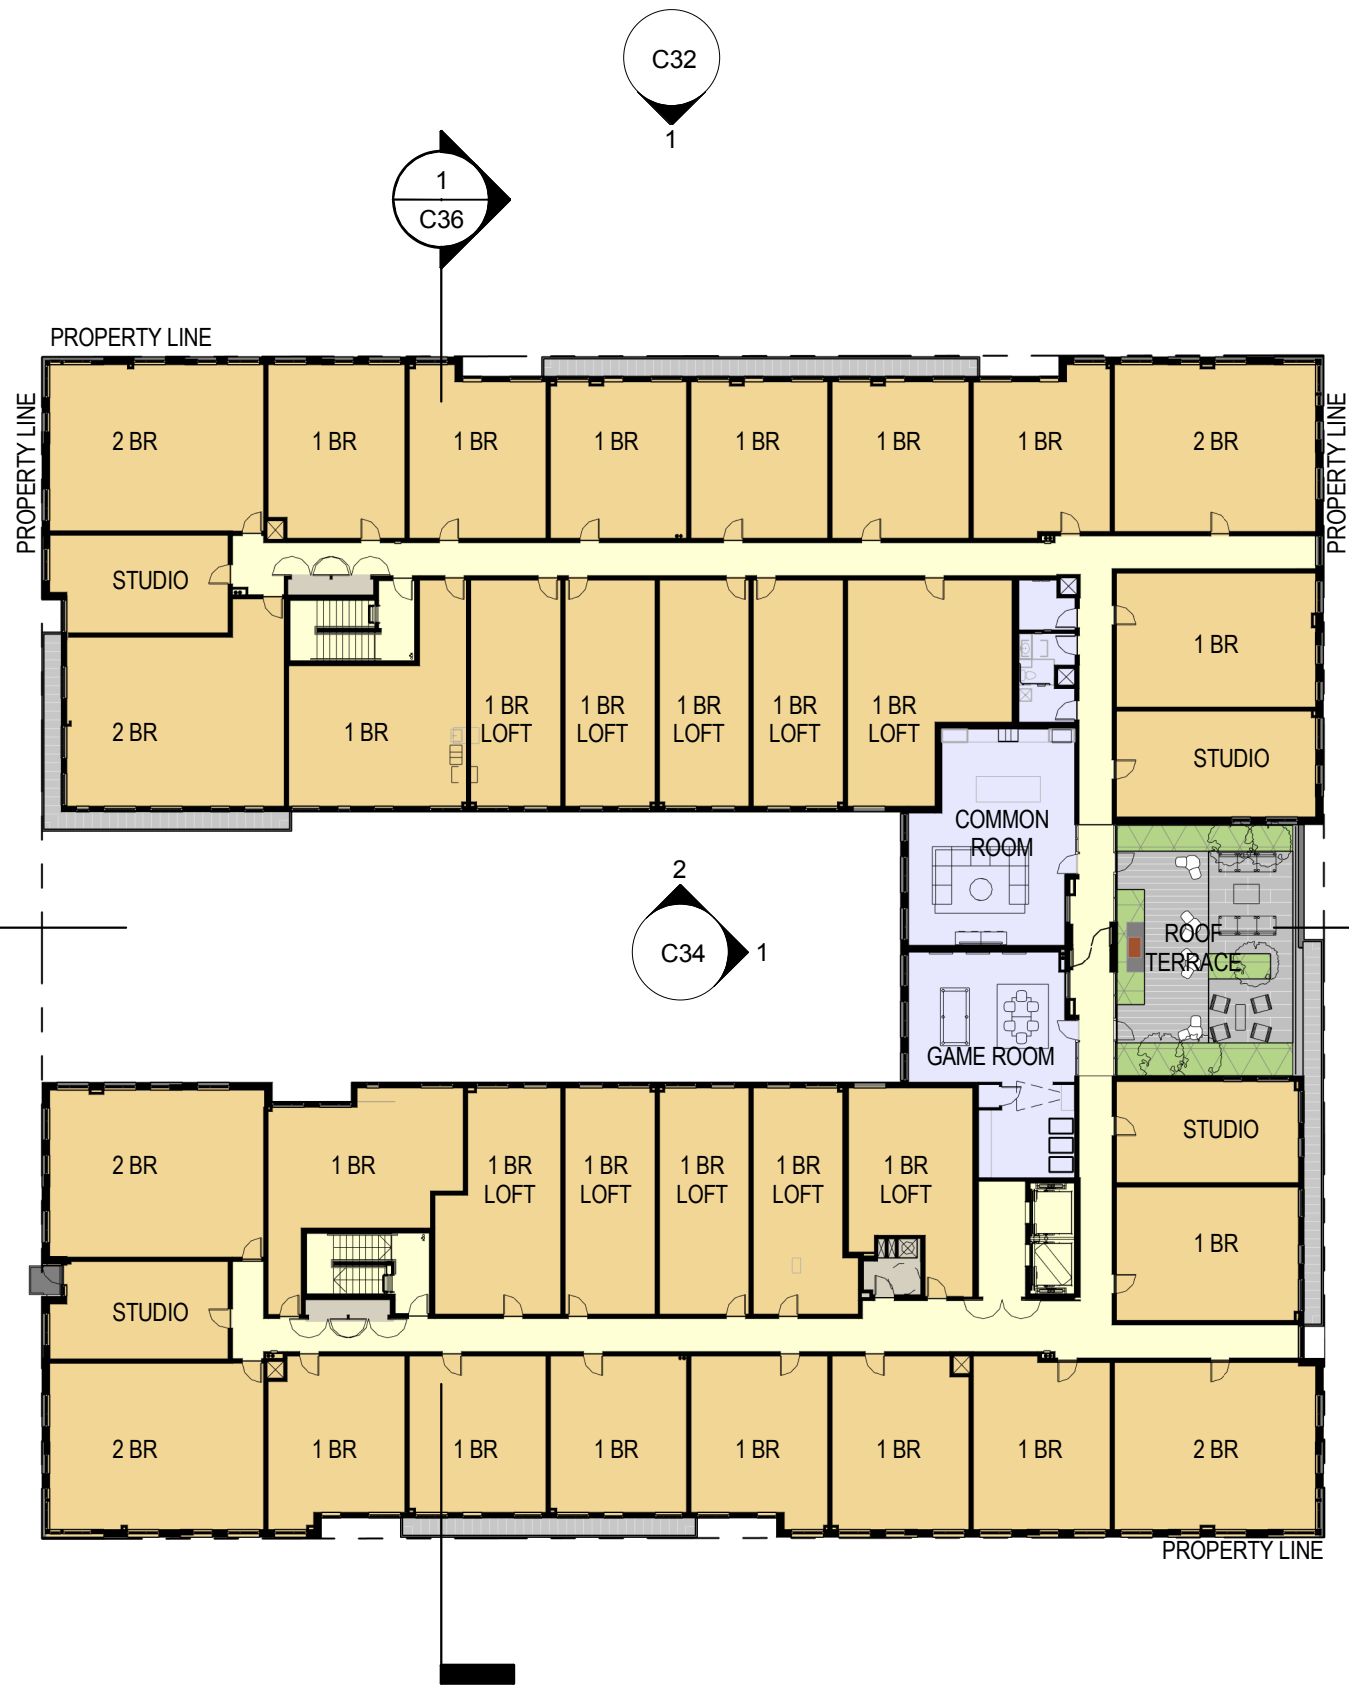 C32
1
1
C36
PROPERTY LINE
PROPERTY LINE
PROPERTY LINE
2 BR
1 BR
1 BR
1 BR
1 BR
1 BR
1 BR
2 BR
STUDIO
1 BR
2 BR
1 BR
1 BR
LOFT
1 BR
LOFT
1 BR
LOFT
1 BR
LOFT
1 BR
LOFT
STUDIO
COMMON
ROOM
2
C34
1
ROOF
TERRACE
GAME ROOM
STUDIO
2 BR
1 BR
1 BR
LOFT
1 BR
LOFT
1 BR
LOFT
1 BR
LOFT
1 BR
LOFT
1 BR
STUDIO
2 BR
1 BR
1 BR
1 BR
1 BR
1 BR
1 BR
2 BR
PROPERTY LINE